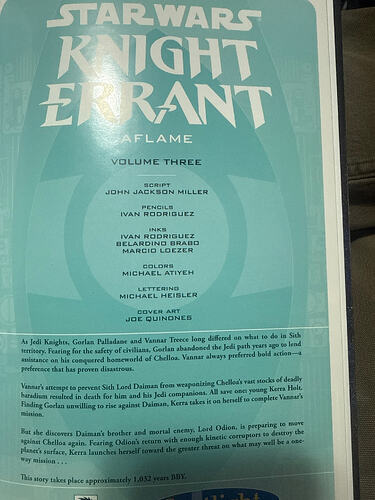 STAR WARS
KNIGHT
ERRANT
AFLAME
VOLUME THREE
SCRIPT
JOHN JACKSON MILLER
PENCILS
IVAN RODRIGUEZ
INKS
IVAN RODRIGUEZ
BELARDINO BRABO
MARCIO LOEZER
COLORS
MICHAEL ATIYEH
LETTERING
MICHAEL HEISLER
COVER ART
JOE QUINONES
As Jedi Knights, Gorlan Palladane and Vannar Treece long differed on what to do in Sith
territory. Fearing for the safety of civilians, Gorlan abandoned the Jedi path years ago to lend
assistance on his conquered homeworld of Chelloa. Vannar always preferred bold action—a
preference that has proven disastrous.
Vannar's attempt to prevent Sith Lord Daiman from weaponizing Chelloa's vast stocks of deadly
baradium resulted in death for him and his Jedi companions. All save one: young Kerra Holt.
Finding Gorlan unwilling to rise against Daiman, Kerra takes it on herself to complete Vannar's
mission.
But she discovers Daiman's brother and mortal enemy, Lord Odion, is preparing to move
against Chelloa again. Fearing Odion's return with enough kinetic corruptors to destroy the
planet's surface, Kerra launches herself toward the greater threat on what may well be a one-
way mission . . .
This story takes place approximately 1,032 years BBY.